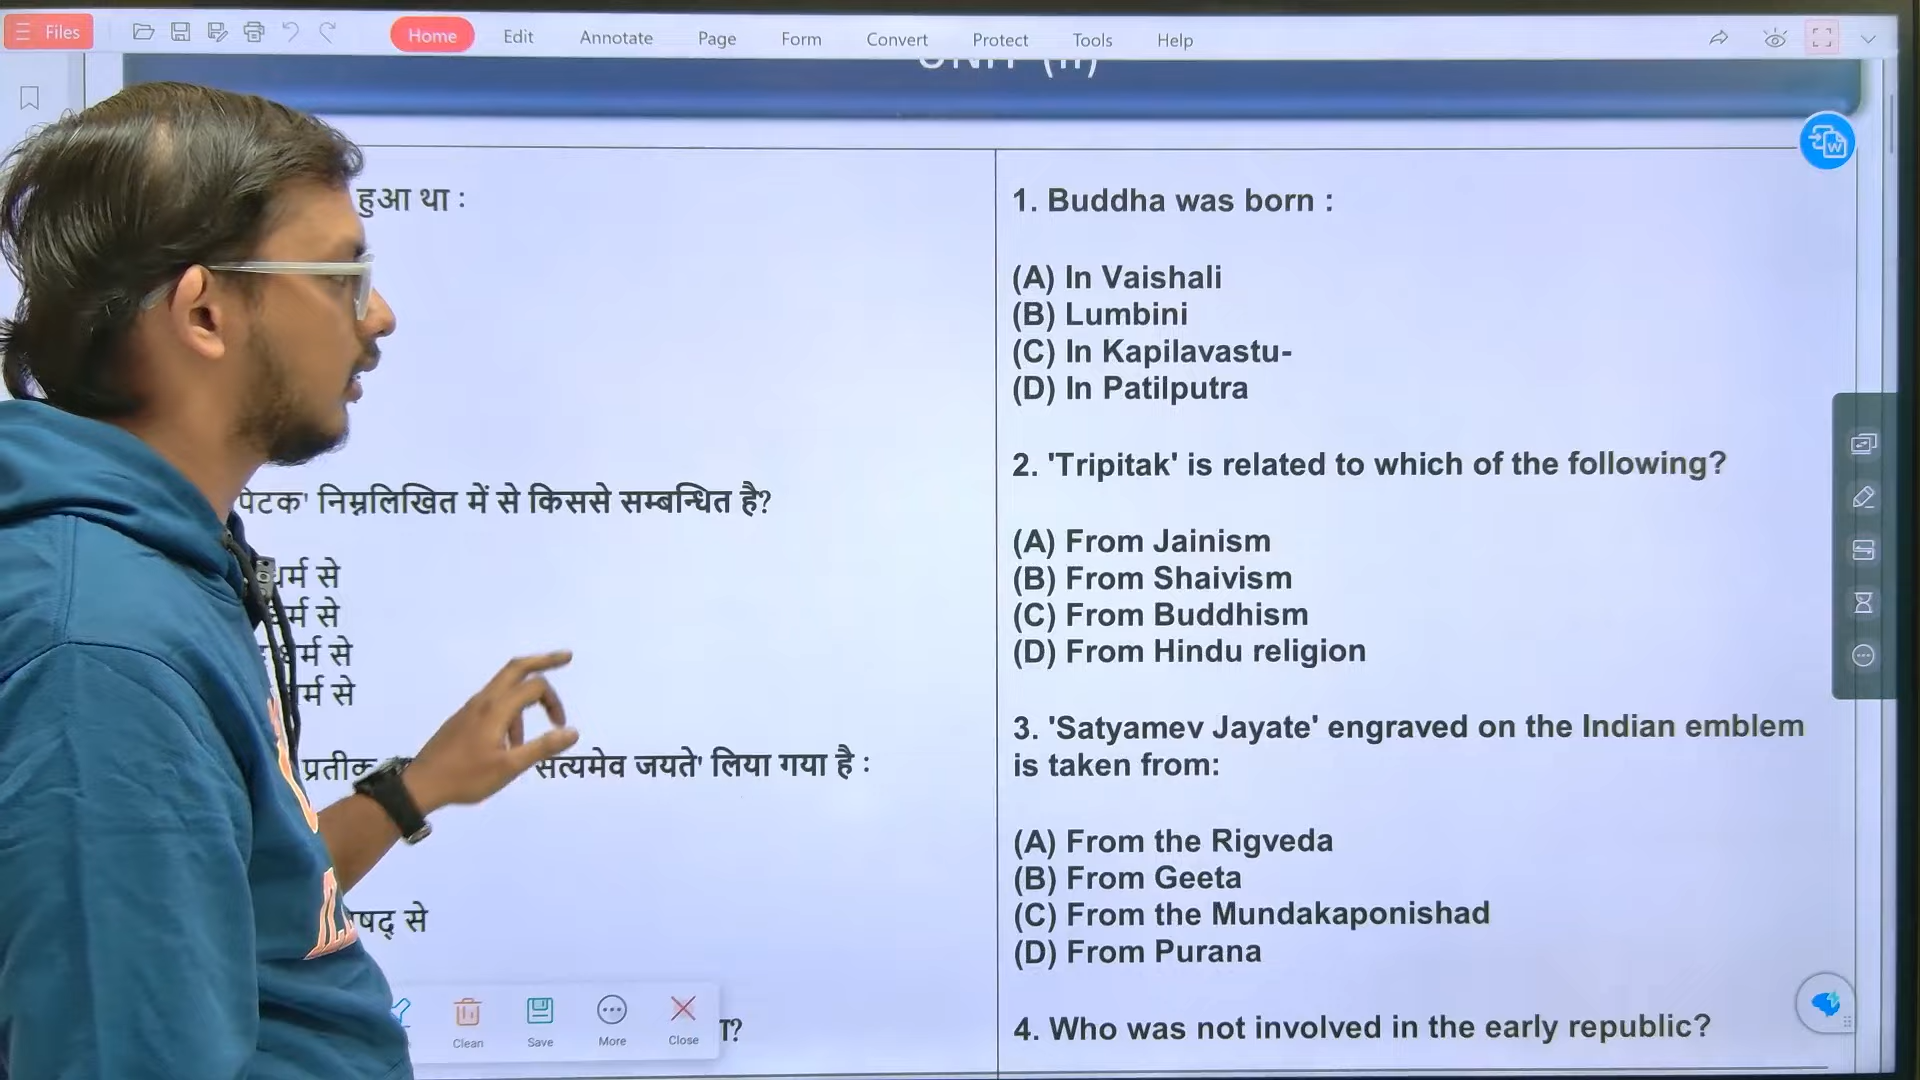 Files
Home Edit Annotate Page Form Convert Protect Tools Help
हुआ था :
निम्नलिखित में से किससे सम्बन्धित है?
धर्म से
धर्म से
धर्म से
धर्म से
प्रतीक
सत्यमेव जयते' लिया गया है :
से
1. Buddha was born :
(A) In Vaishali
(B) Lumbini
(C) In Kapilavastu-
(D) In Patilputra
2. 'Tripitak' is related to which of the following?
(A) From Jainism
(B) From Shaivism
(C) From Buddhism
(D) From Hindu religion
3. 'Satyamev Jayate' engraved on the Indian emblem
is taken from:
(A) From the Rigveda
(B) From Geeta
(C) From the Mundakaponishad
(D) From Purana
4. Who was not involved in the early republic?
Clean Save More Close